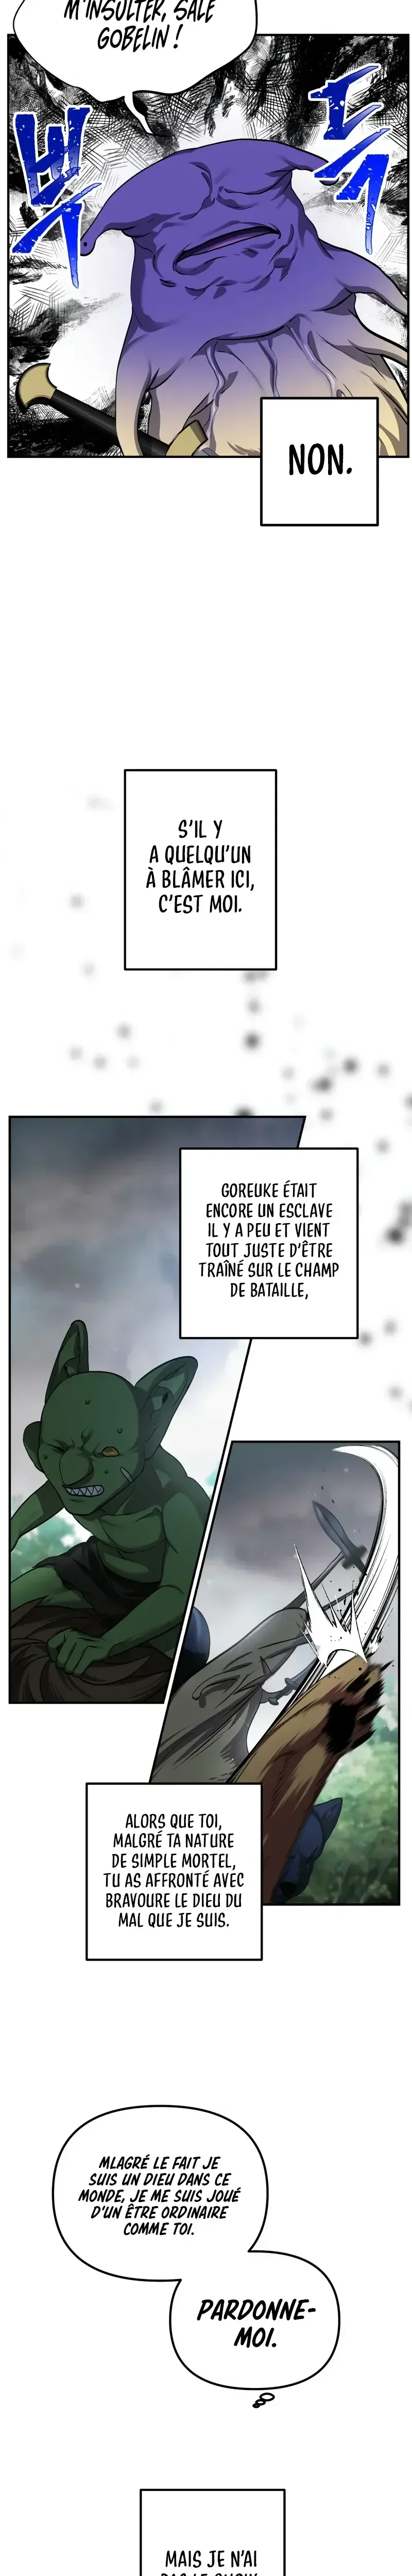 M'INSULTER, SALE
GOBELIN !
NON.
S'IL Y
A QUELQU'UN
À BLÂMER ICI,
C'EST MOI.
GOREUKE ÉTAIT
ENCORE UN ESCLAVE
IL Y A PEU ET VIENT
TOUT JUSTE D'ÊTRE
TRAÎNÉ SUR LE CHAMP
DE BATAILLE,
ALORS QUE TOI,
MALGRÉ TA NATURE
DE SIMPLE MORTEL,
TU AS AFFRONTÉ AVEC
BRAVOURE LE DIEU DU
MAL QUE JE SUIS.
MLAGRÉ LE FAIT JE
SUIS UN DIEU DANS CE
MONDE, JE ME SUIS JOUÉ
D'UN ÊTRE ORDINAIRE
COMME TOI.
PARDONNE-
MOI.
MAIS JE N'AI